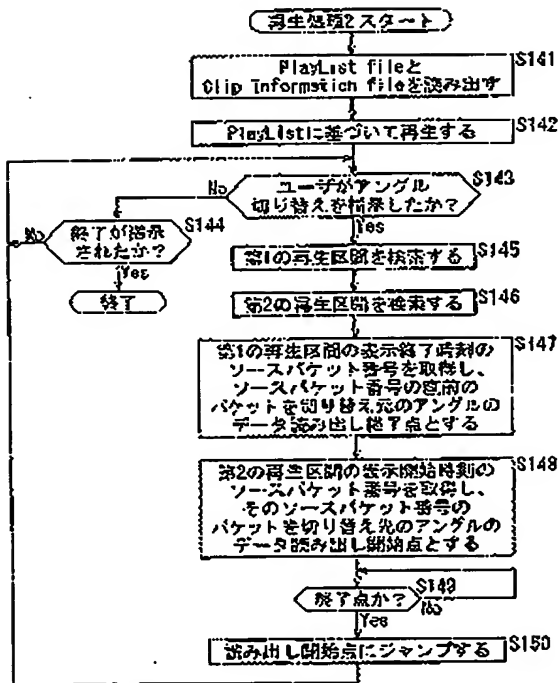 再生処理2スタート
PlayList fileと
Clip Information fileを読み出す
S141
PlayListに基づいて再生する
S142
ユーザがアングル
切り替えを指示したか?
S143
No
Yes
終了が指示
されたか?
S144
No
Yes
終了
第1の再生区間を検索する
S145
第2の再生区間を検索する
S146
第1の再生区間の表示終了時刻の
ソースパケット番号を取得し、
ソースパケット番号の直前の
パケットを切り替え元のアングルの
データ読み出し終了点とする
S147
第2の再生区間の表示開始時刻の
ソースパケット番号を取得し、
そのソースパケット番号の
パケットを切り替え先のアングルの
データ読み出し開始点とする
S148
終了点か?
S149
No
Yes
読み出し開始点にジャンプする
S150